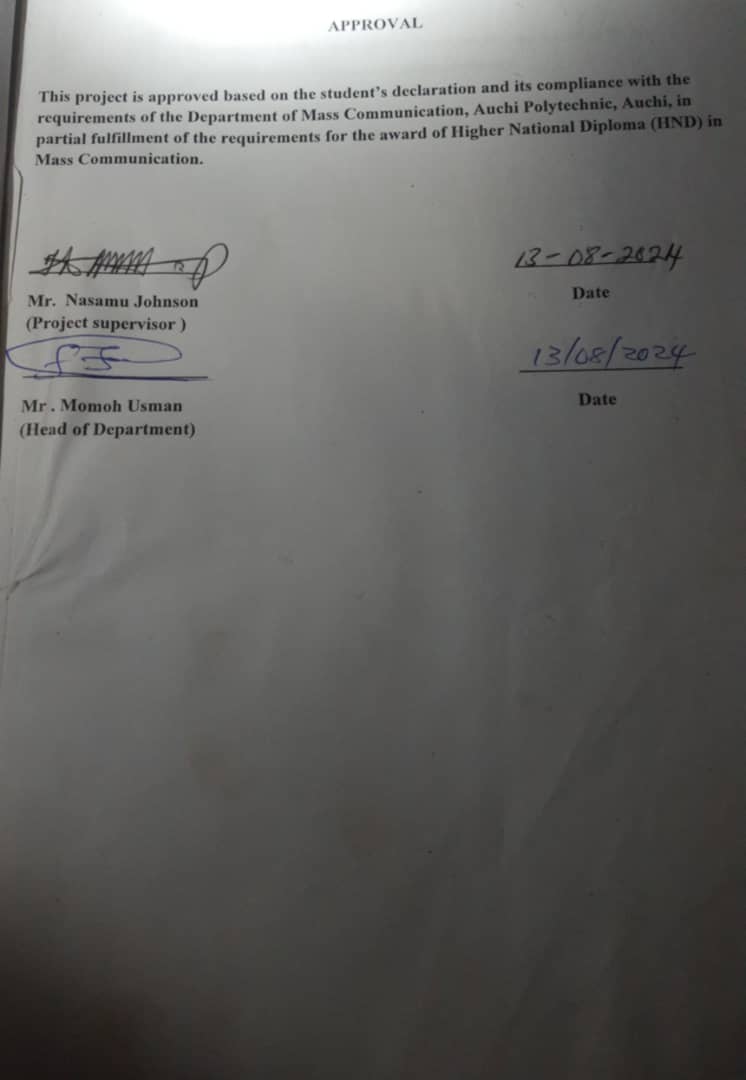 APPROVAL
This project is approved based on the student's declaration and its compliance with the
requirements of the Department of Mass Communication, Auchi Polytechnic, Auchi, in
partial fulfillment of the requirements for the award of Higher National Diploma (HND) in
Mass Communication.
13-08-2024
Mr. Nasamu Johnson
Date
(Project supervisor )
13/08/2024
Mr. Momoh Usman
Date
(Head of Department)